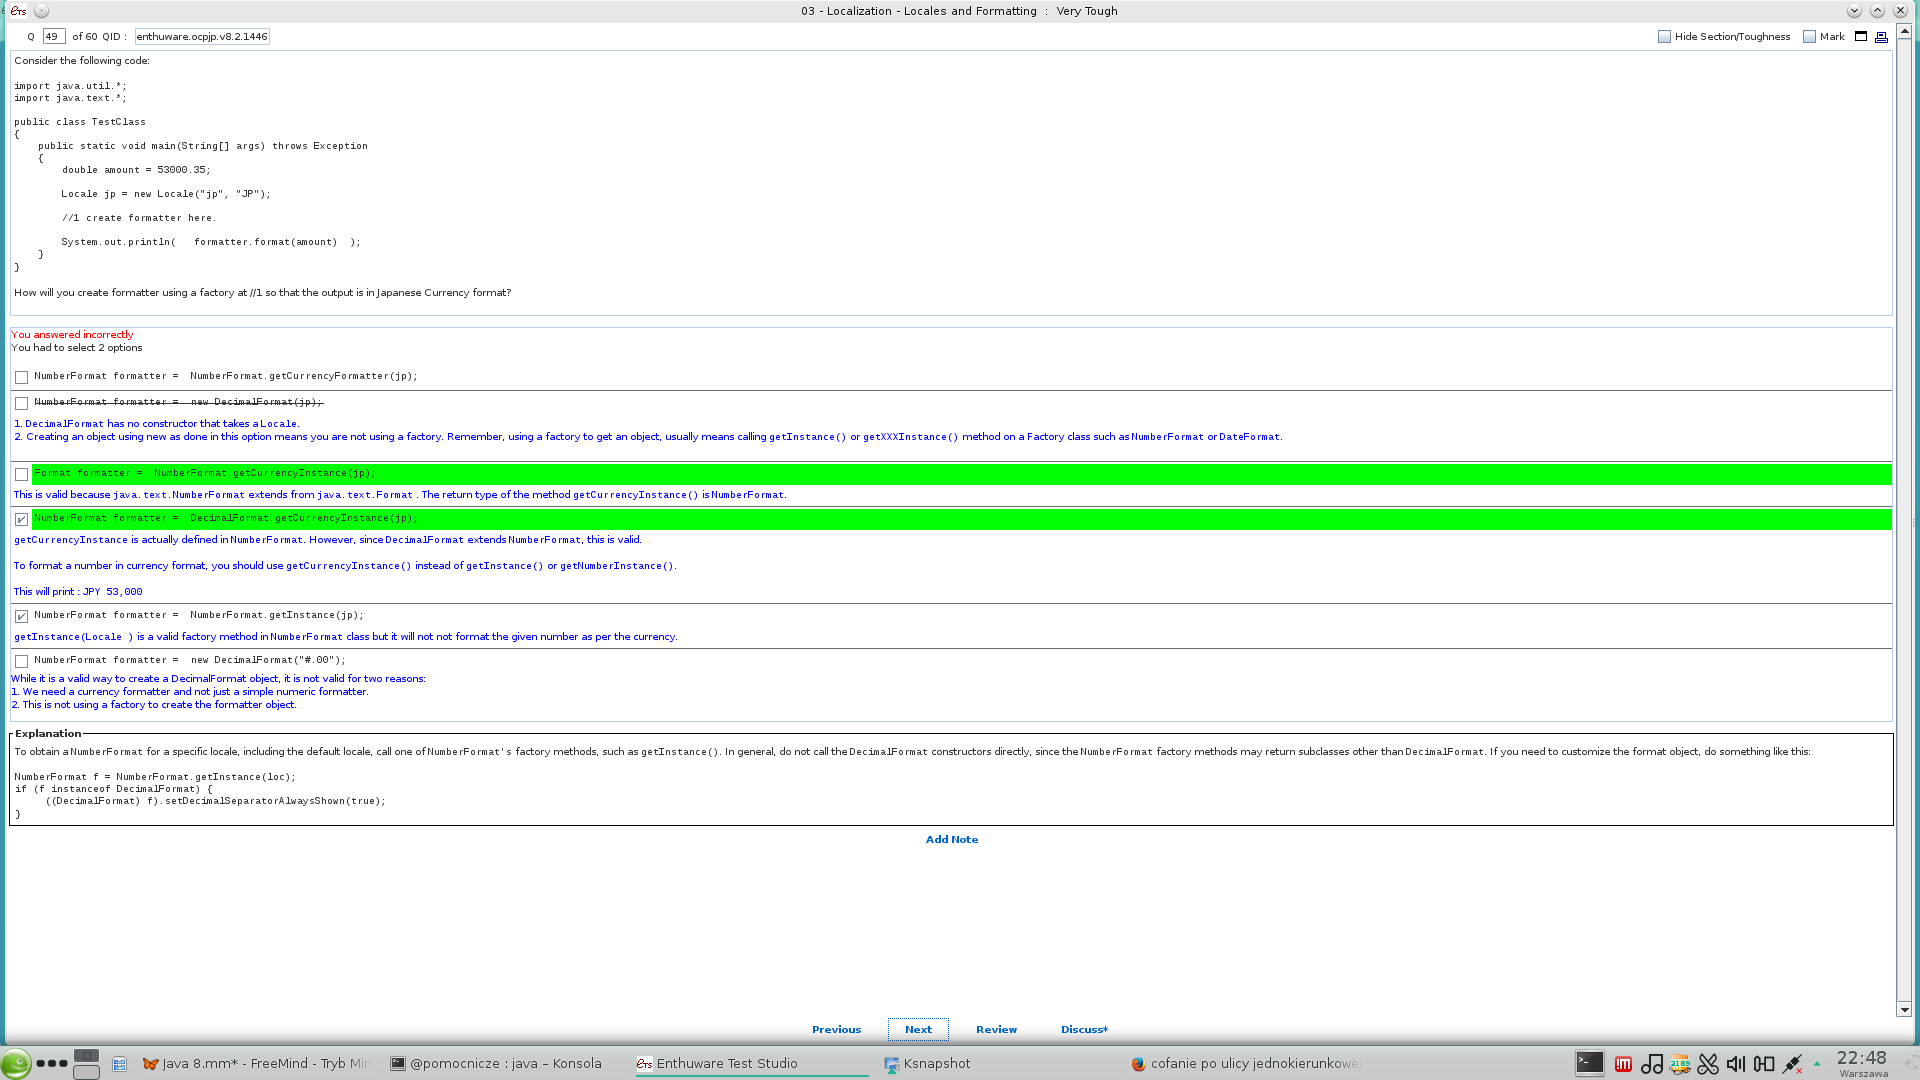 ETS
03 - Localization - Locales and Formatting : Very Tough
Q 49 of 60 QID : enthuware.ocpjp.v8.2.1446
Hide Section/Toughness Mark
Consider the following code:
import java.util.*;
import java.text.*;
public class TestClass
{
public static void main(String[] args) throws Exception
{
double amount = 53000.35;
Locale jp = new Locale("jp", "JP");
//1 create formatter here.
System.out.println( formatter.format(amount) );
}
}
How will you create formatter using a factory at //1 so that the output is in Japanese Currency format?
You answered incorrectly
You had to select 2 options
NumberFormat formatter = NumberFormat.getCurrencyFormatter(jp);
NumberFormat formatter = new DecimalFormat(jp);
1. DecimalFormat has no constructor that takes a Locale.
2. Creating an object using new as done in this option means you are not using a factory. Remember, using a factory to get an object, usually means calling getInstance() or getXXXInstance() method on a Factory class such as NumberFormat or DateFormat.
Format formatter = NumberFormat.getCurrencyInstance(jp);
This is valid because java.text.NumberFormat extends from java.text.Format. The return type of the method getCurrencyInstance() is NumberFormat.
NumberFormat formatter = DecimalFormat.getCurrencyInstance(jp);
getCurrencyInstance is actually defined in NumberFormat. However, since DecimalFormat extends NumberFormat, this is valid.
To format a number in currency format, you should use getCurrencyInstance() instead of getInstance() or getNumberInstance().
This will print : JPY 53,000
NumberFormat formatter = NumberFormat.getInstance(jp);
getInstance(Locale ) is a valid factory method in NumberFormat class but it will not not format the given number as per the currency.
NumberFormat formatter = new DecimalFormat("#.00");
While it is a valid way to create a DecimalFormat object, it is not valid for two reasons:
1. We need a currency formatter and not just a simple numeric formatter.
2. This is not using a factory to create the formatter object.
Explanation
To obtain a NumberFormat for a specific locale, including the default locale, call one of NumberFormat's factory methods, such as getInstance(). In general, do not call the DecimalFormat constructors directly, since the NumberFormat factory methods may return subclasses other than DecimalFormat. If you need to customize the format object, do something like this:
NumberFormat f = NumberFormat.getInstance(loc);
if (f instanceof DecimalFormat) {
((DecimalFormat) f).setDecimalSeparatorAlwaysShown(true);
}
Add Note
Previous Next Review Discuss*
Java 8.mm* - FreeMind - Tryb Min @pomocnicze : java – Konsola ETS Enthuware Test Studio Ksnapshot cofanie po ulicy jednokierunkowe 22:48
Warszawa